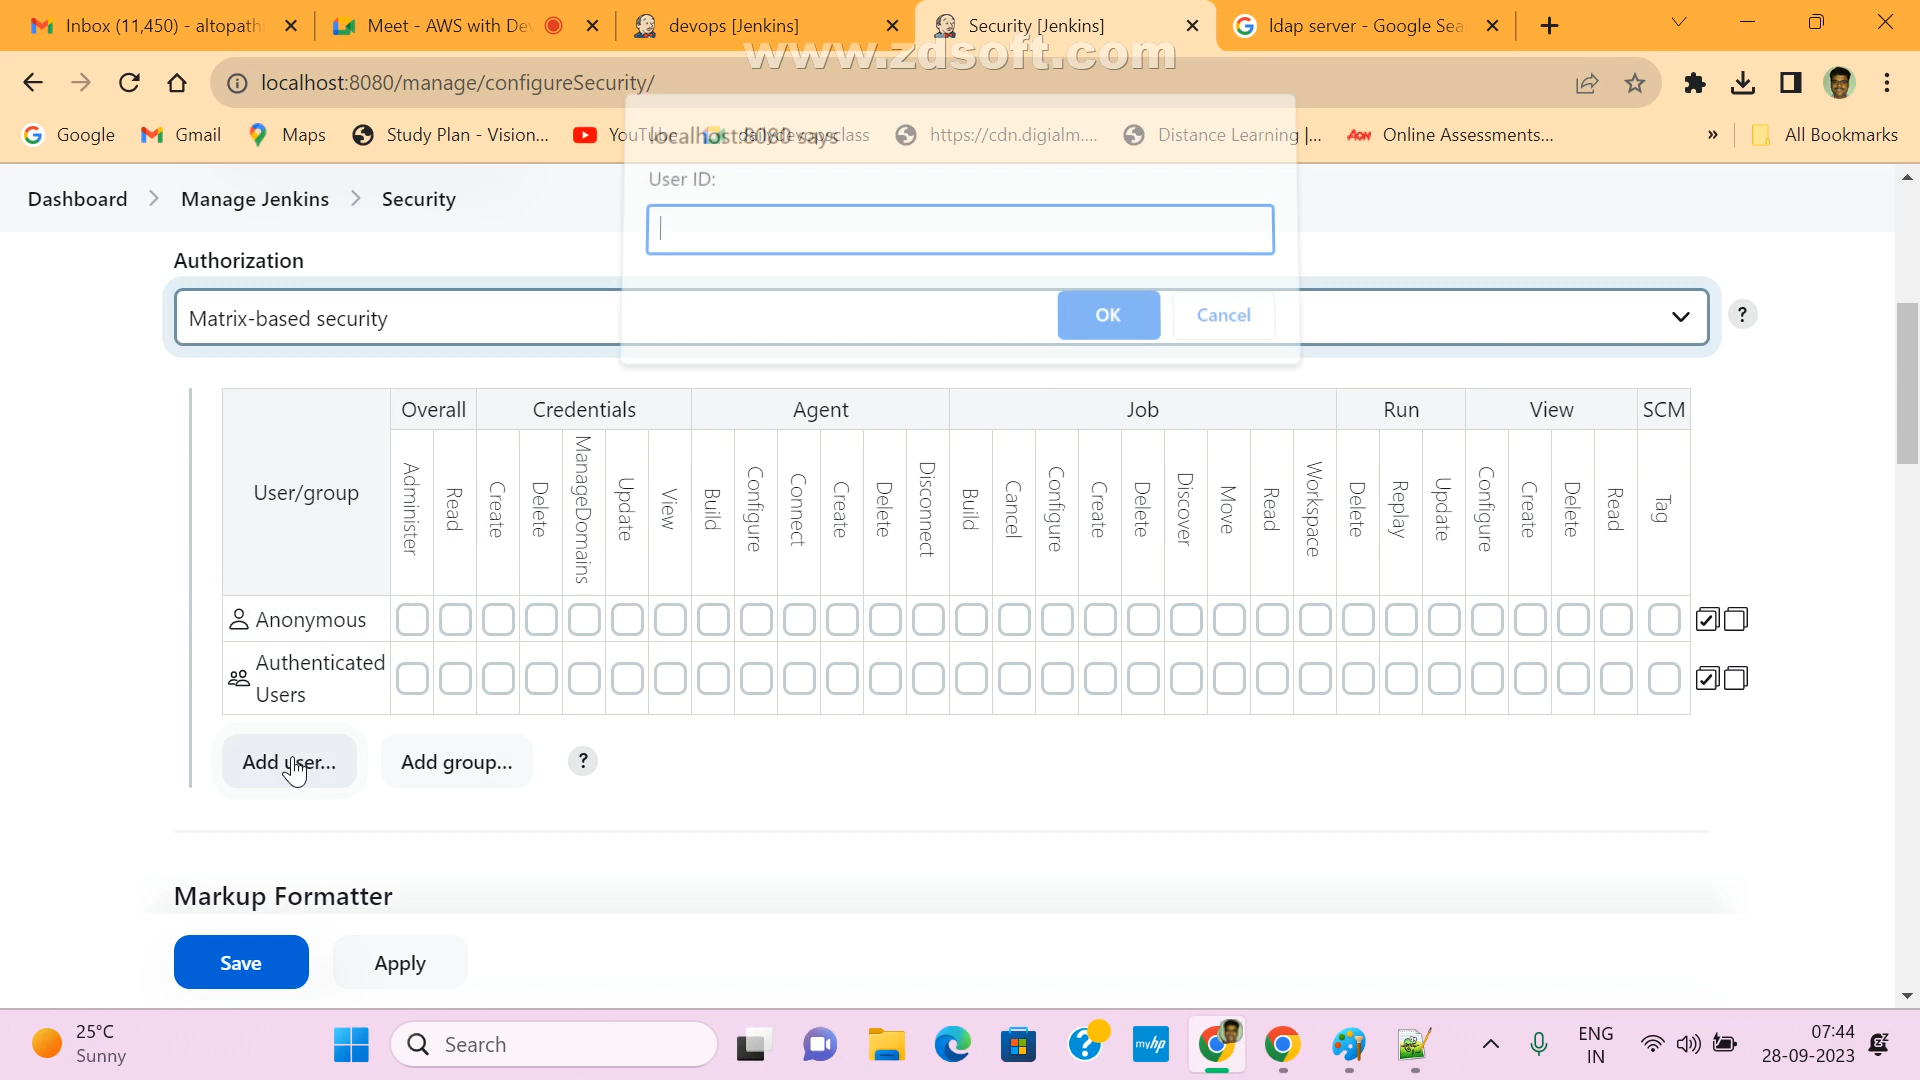 Inbox (11,450) - altopath
Meet - AWS with De
devops [Jenkins]
Security [Jenkins]
ldap server - Google Sea
www.zdsoft.com
localhost:8080/manage/configureSecurity/
Google
Gmail
Maps
Study Plan - Vision...
YouTube
dailydevopsclass
https://cdn.digialm....
Distance Learning |...
Online Assessments...
»
All Bookmarks
localhost:8080 says
User ID:
OK
Cancel
Dashboard
Manage Jenkins
Security
Authorization
Matrix-based security
?
User/group
Overall
Credentials
Agent
Job
Run
View
SCM
Administer
Read
Create
Delete
ManageDomains
Update
View
Build
Configure
Connect
Create
Delete
Disconnect
Build
Cancel
Configure
Create
Delete
Discover
Move
Read
Workspace
Delete
Replay
Update
Configure
Create
Delete
Read
Tag
Anonymous
Authenticated
Users
Add user...
Add group...
?
Markup Formatter
Save
Apply
25°C
Sunny
Search
?
myhp
ENG
IN
07:44
28-09-2023